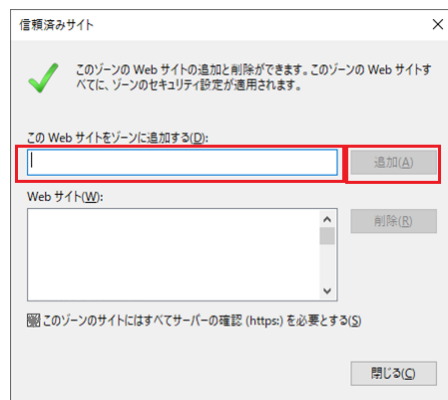 信頼済みサイト
このゾーンの Web サイトの追加と削除ができます。このゾーンの Web サイトす
べてに、ゾーンのセキュリティ設定が適用されます。
この Web サイトをゾーンに追加する(D):
追加(A)
Web サイト(W):
削除(R)
このゾーンのサイトにはすべてサーバーの確認 (https:) を必要とする(S)
閉じる(C)